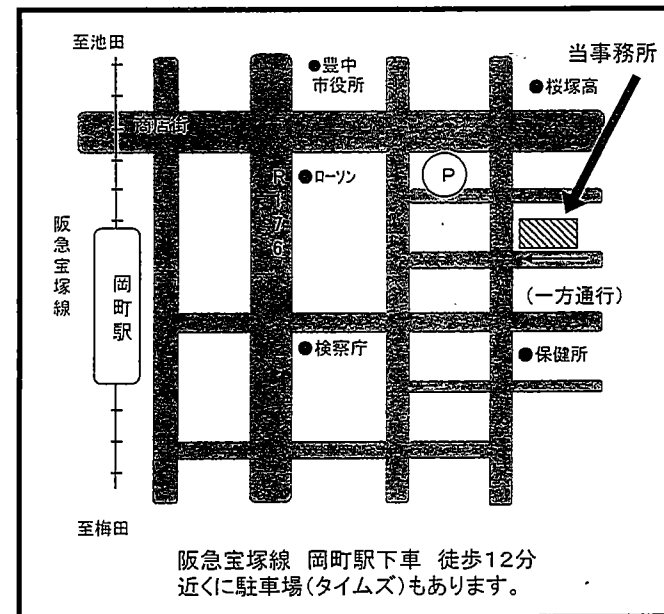 至池田
●豊中
市役所
当事務所
●桜塚高
商店街
R176
●ローソン
P
阪急宝塚線
岡町駅
(一方通行)
●検察庁
●保健所
至梅田
阪急宝塚線 岡町駅下車 徒歩12分
近くに駐車場(タイムズ)もあります。